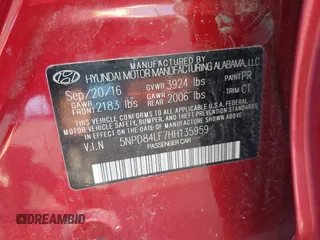 HYUNDAI MOTOR MANUFACTURING ALABAMA, LLC
Sep/20/16 GVWR 3924 lbs PAINT PR
GAWR FRONT 2183 lbs GAWR REAR 2006 lbs TRIM CT
THIS VEHICLE CONFORMS TO ALL APPLICABLE U.S.A. FEDERAL
MOTOR VEHICLE SAFETY, BUMPER, AND THEFT PREVENTION STANDARDS
IN EFFECT ON THE DATE OF MANUFACTURE SHOWN ABOVE.
V.I.N 5NPD84LF7HH135959
PASSENGER CAR
DREAMBID